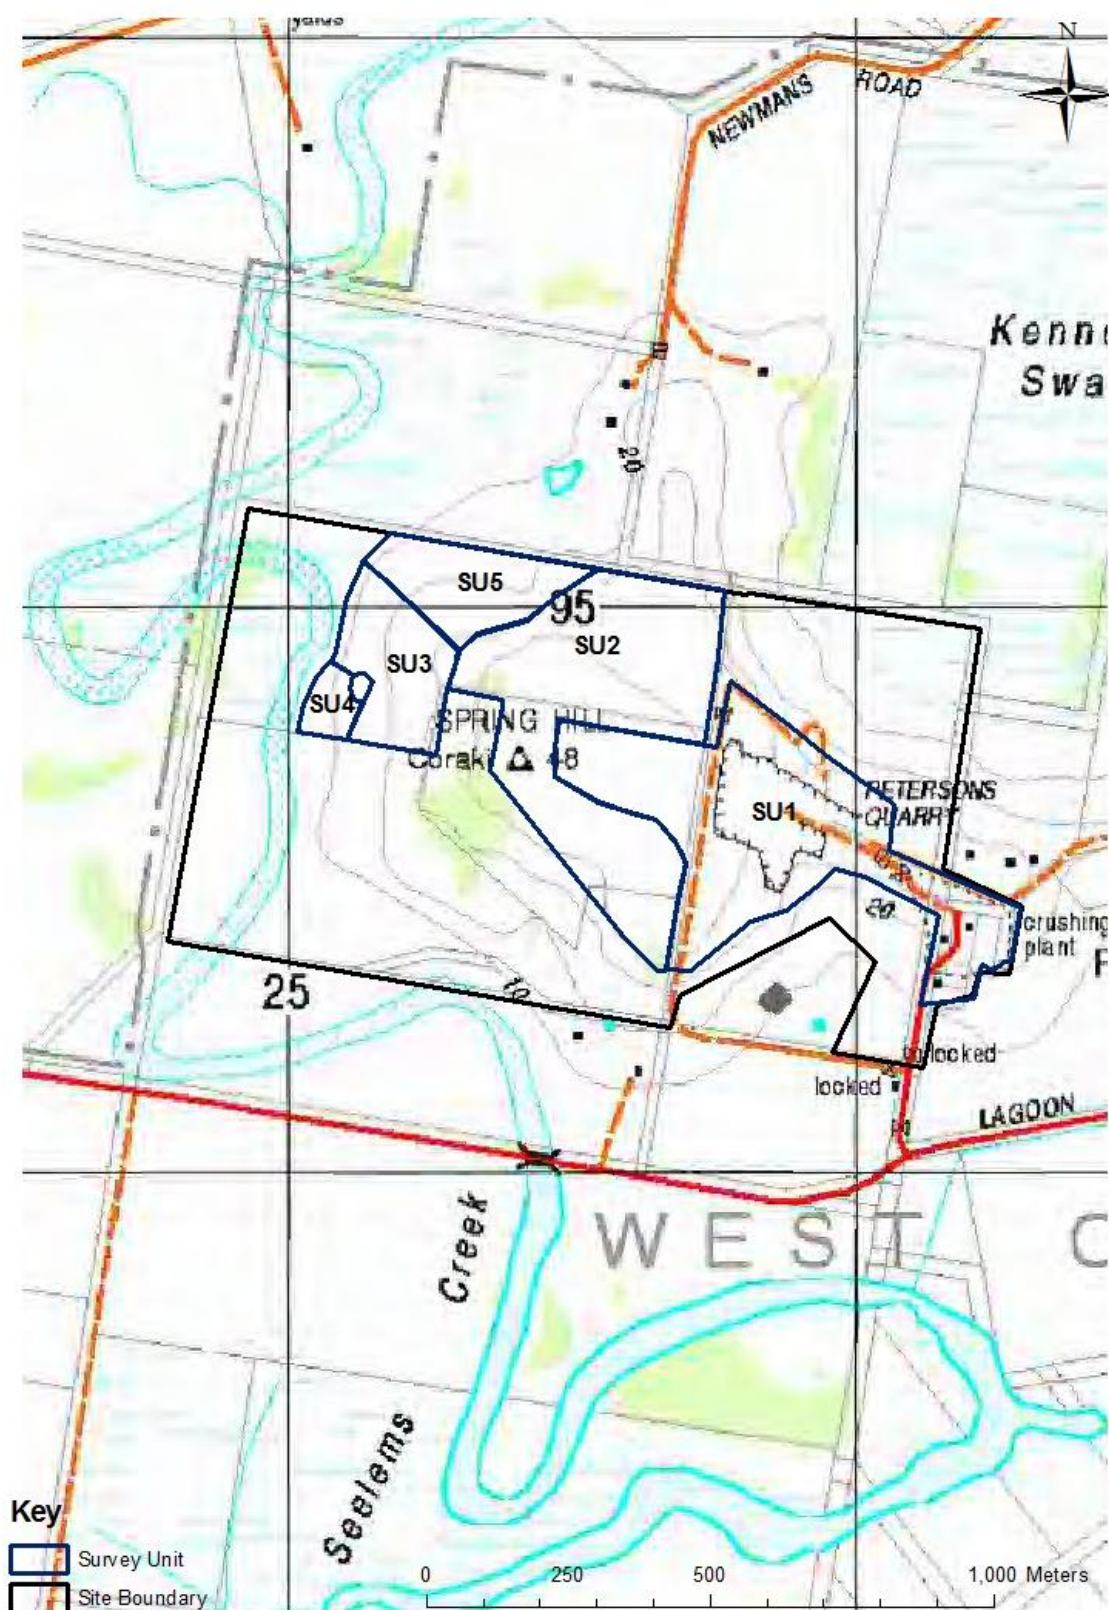 N
NEWMANS ROAD
Kenn
Swa
20
SU5
95
SU2
SU3
SU4
SPRING HILL
Coraki 48
PETERSONS
QUARRY
SU1
20
crushing
plant
25
10
locked
locked
LAGOON
WEST C
Seelems Creek
Key
Survey Unit
Site Boundary
0 250 500 1,000 Meters